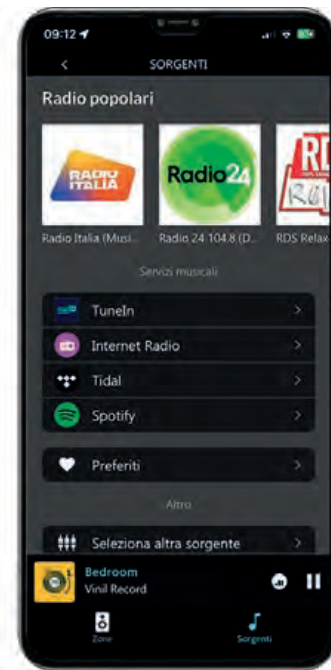 09:12
SORGENTI
Radio popolari
RADIO
ITALIA
Radio24
RD
Radio Italia (Musi...
Radio 24 104.8 (D...
RDS Relax
Servizi musicali
TuneIn
Internet Radio
Tidal
Spotify
Preferiti
Altro
Seleziona altra sorgente
Bedroom
Vinil Record
Zone
Sorgenti